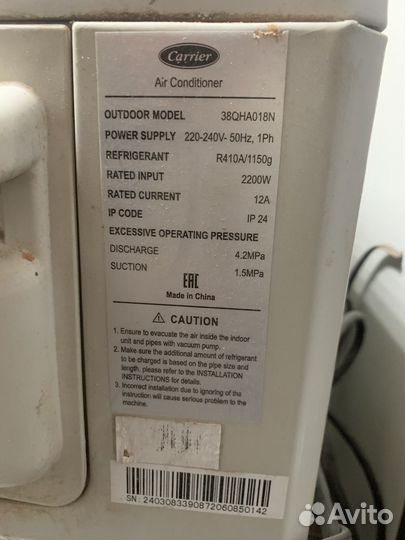 Carrier
Air Conditioner
OUTDOOR MODEL 38QHA018N
POWER SUPPLY 220-240V- 50Hz, 1Ph
REFRIGERANT R410A/1150g
RATED INPUT 2200W
RATED CURRENT 12A
IP CODE IP 24
EXCESSIVE OPERATING PRESSURE
DISCHARGE 4.2MPa
SUCTION 1.5MPa
EAC
Made in China
⚠ CAUTION
1. Ensure to evacuate the air inside the indoor
unit and pipes with vacuum pump.
2. Make sure the additional amount of refrigerant
to be charged is based on the pipe size and
length, please refer to the INSTALLATION
INSTRUCTIONS for details.
3. Incorrect installation due to ignoring of the
instruction will cause serious problem to the
machine.
SN: 2403083390872060850142
Avito